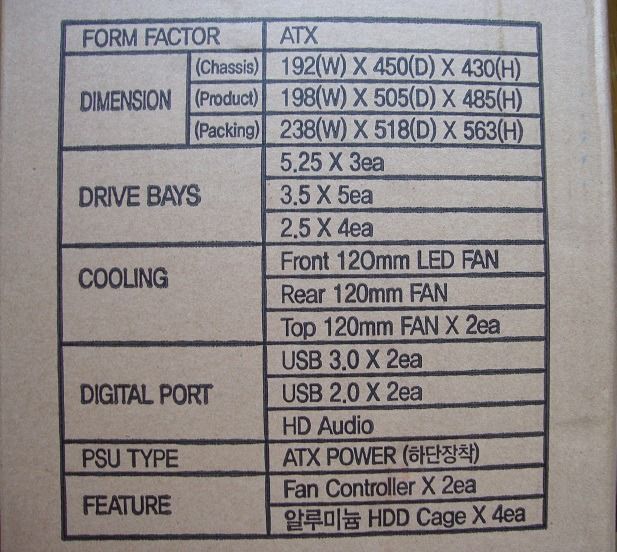 FORM FACTOR ATX
DIMENSION (Chassis) 192(W) X 450(D) X 430(H)
(Product) 198(W) X 505(D) X 485(H)
(Packing) 238(W) X 518(D) X 563(H)
DRIVE BAYS 5.25 X 3ea
3.5 X 5ea
2.5 X 4ea
COOLING Front 120mm LED FAN
Rear 120mm FAN
Top 120mm FAN X 2ea
DIGITAL PORT USB 3.0 X 2ea
USB 2.0 X 2ea
HD Audio
PSU TYPE ATX POWER (하단장착)
FEATURE Fan Controller X 2ea
알루미늄 HDD Cage X 4ea